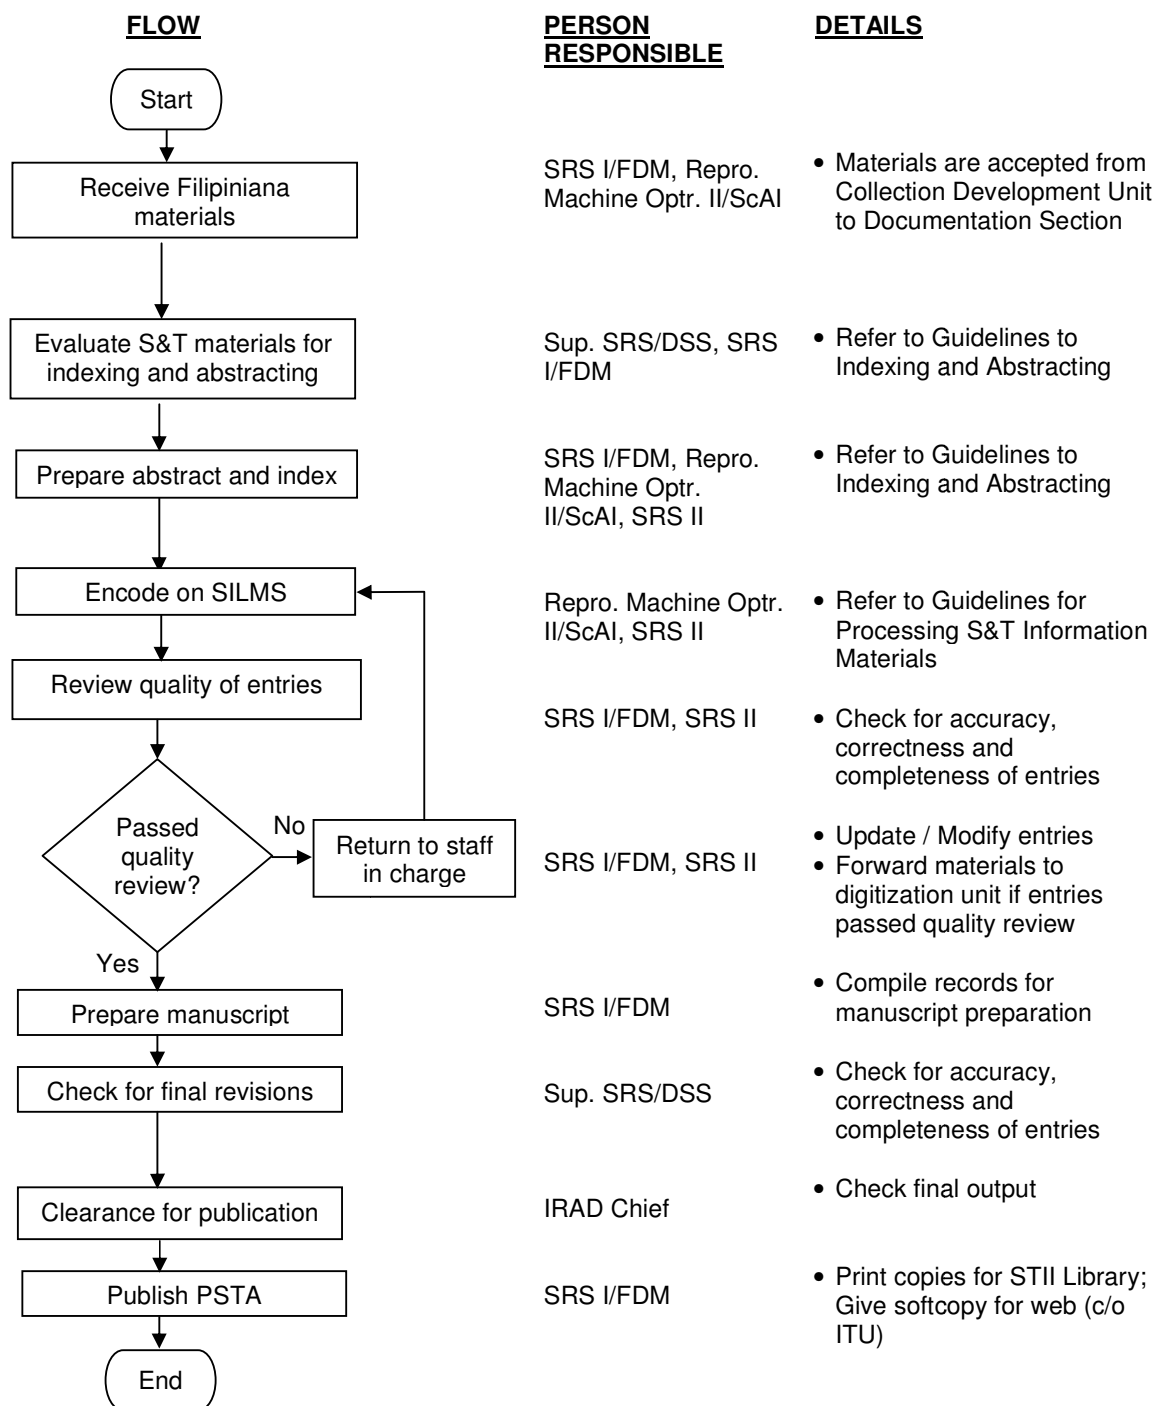 FLOW
PERSON
RESPONSIBLE
DETAILS
Start
Receive Filipiniana
materials
SRS I/FDM, Repro.
Machine Optr. II/ScAI
• Materials are accepted from
Collection Development Unit
to Documentation Section
Evaluate S&T materials for
indexing and abstracting
Sup. SRS/DSS, SRS
I/FDM
• Refer to Guidelines to
Indexing and Abstracting
Prepare abstract and index
SRS I/FDM, Repro.
Machine Optr.
II/ScAI, SRS II
• Refer to Guidelines to
Indexing and Abstracting
Encode on SILMS
Repro. Machine Optr.
II/ScAI, SRS II
• Refer to Guidelines for
Processing S&T Information
Materials
Review quality of entries
SRS I/FDM, SRS II
• Check for accuracy,
correctness and
completeness of entries
Passed
quality
review?
No
Return to staff
in charge
SRS I/FDM, SRS II
• Update / Modify entries
• Forward materials to
digitization unit if entries
passed quality review
Yes
Prepare manuscript
SRS I/FDM
• Compile records for
manuscript preparation
Check for final revisions
Sup. SRS/DSS
• Check for accuracy,
correctness and
completeness of entries
Clearance for publication
IRAD Chief
• Check final output
Publish PSTA
SRS I/FDM
• Print copies for STII Library;
Give softcopy for web (c/o
ITU)
End